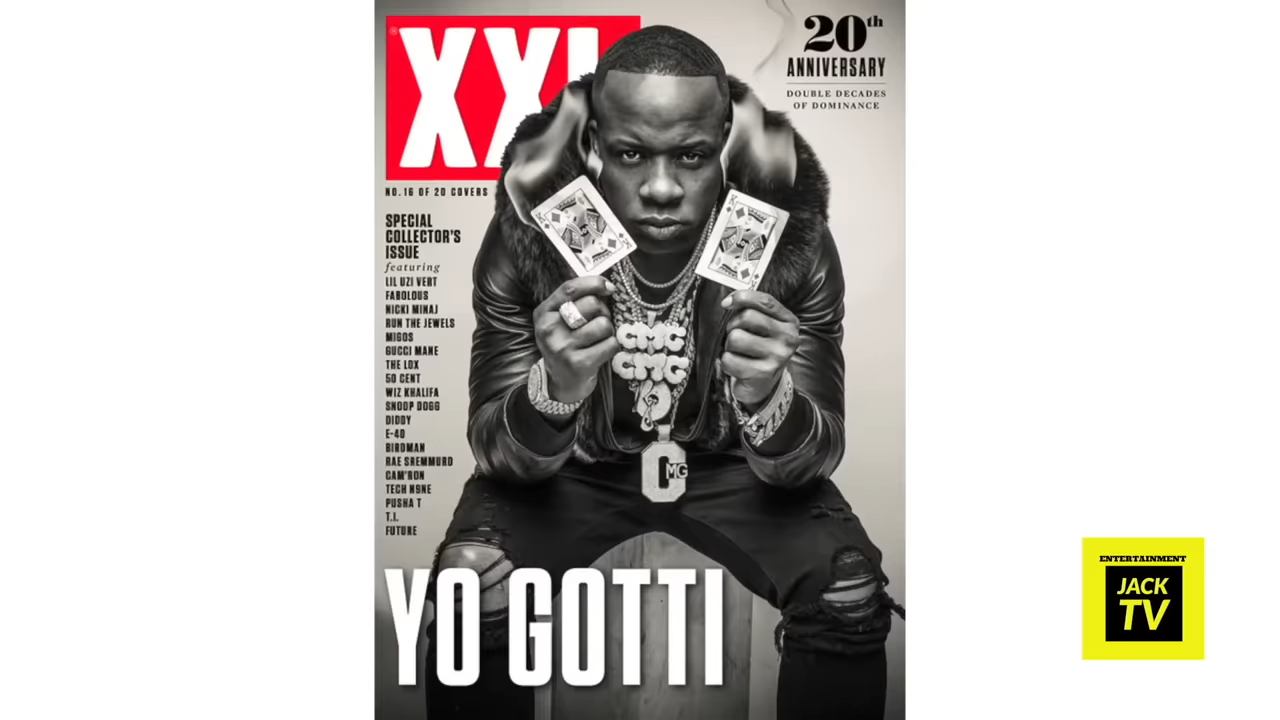 XXL
20th
ANNIVERSARY
DOUBLE DECADES
OF DOMINANCE
NO. 16 OF 20 COVERS
SPECIAL
COLLECTOR'S
ISSUE
featuring
LIL UZI VERT
FABOLOUS
NICKI MINAJ
RUN THE JEWELS
MIGOS
GUCCI MANE
THE LOX
50 CENT
WIZ KHALIFA
SNOOP DOGG
DIDDY
E-40
BIRDMAN
RAE SREMMURD
CAM'RON
TECH N9NE
PUSHA T
T.I.
FUTURE
K
K
CMG
CMG
CMG
YO GOTTI
ENTERTAINMENT
JACK
TV